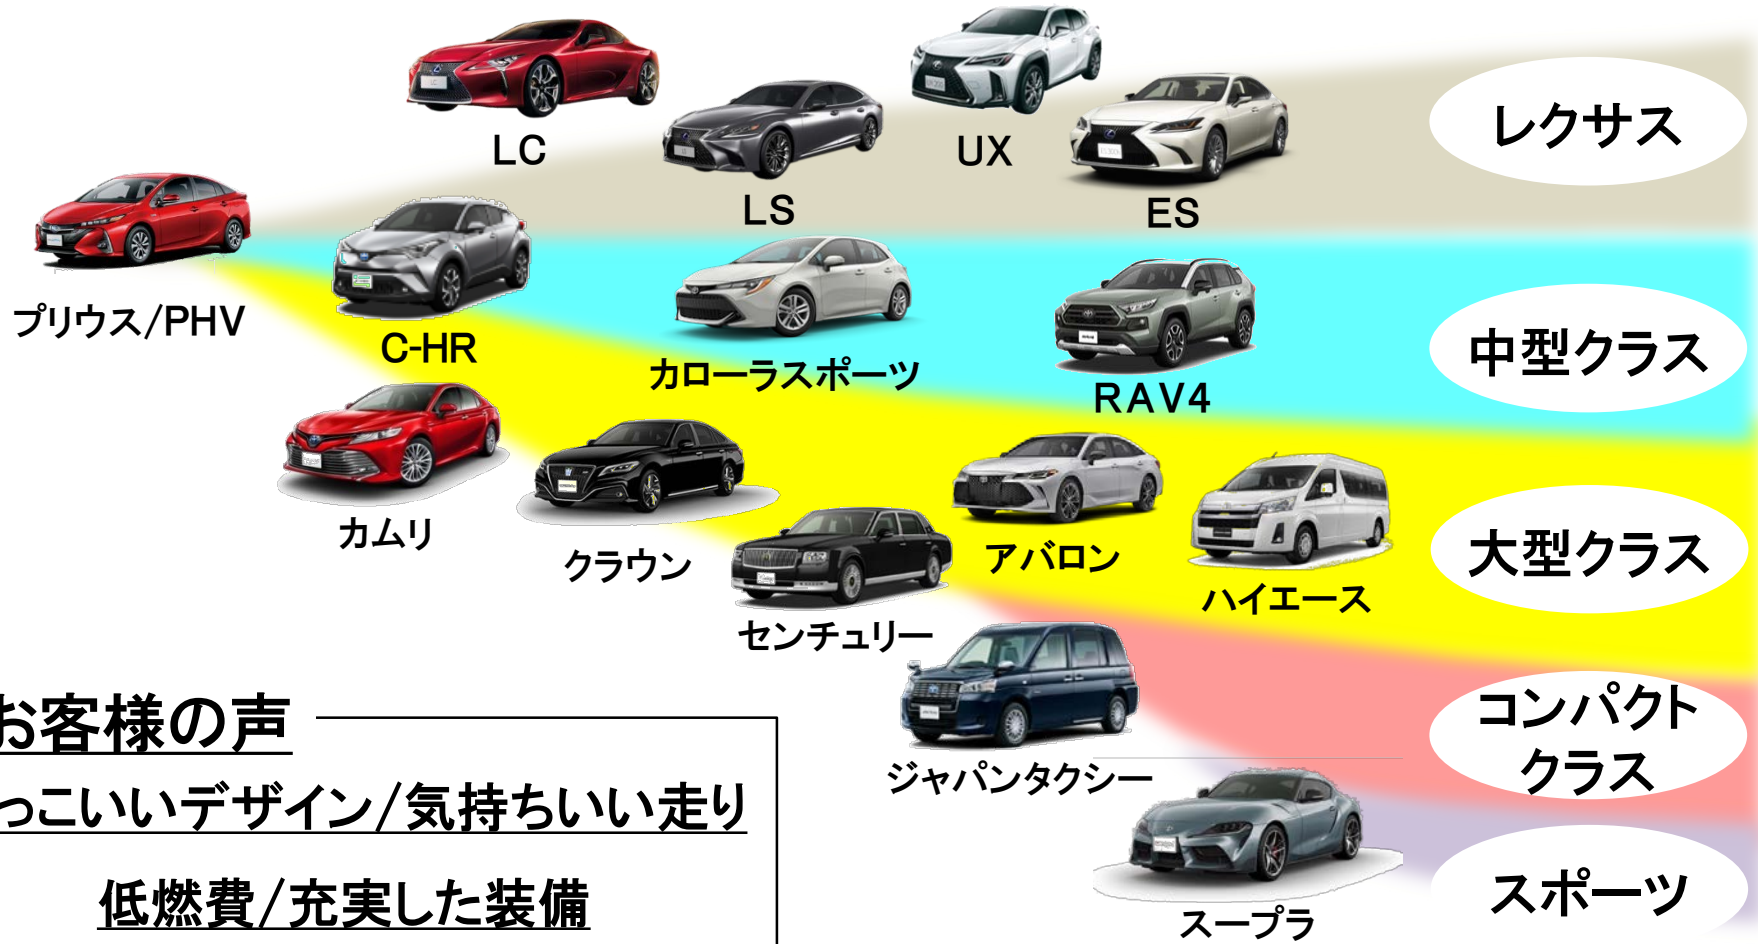 LC
UX
レクサス
LS
ES
プリウス/PHV
C-HR
カローラスポーツ
RAV4
中型クラス
カムリ
クラウン
アバロン
大型クラス
ハイエース
センチュリー
お客様の声
コンパクト
クラス
ジャパンタクシー
っこいいデザイン/気持ちいい走り
低燃費/充実した装備
スープラ
スポーツ